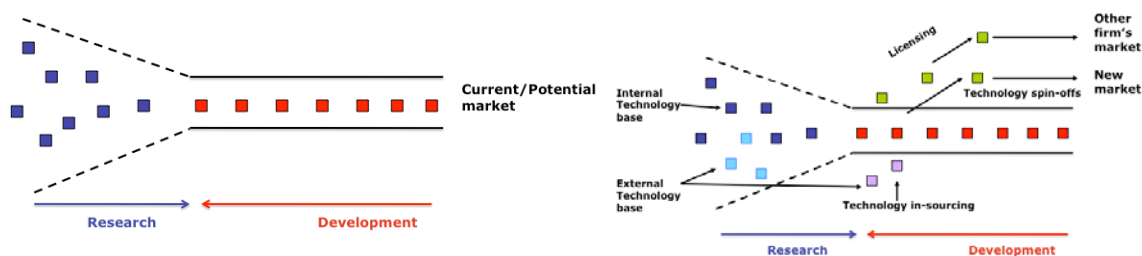 Current/Potential
market
Research
Development
Licensing
Other
firm's
market
New
market
Technology spin-offs
Internal
Technology
base
External
Technology
base
Technology in-sourcing
Research
Development